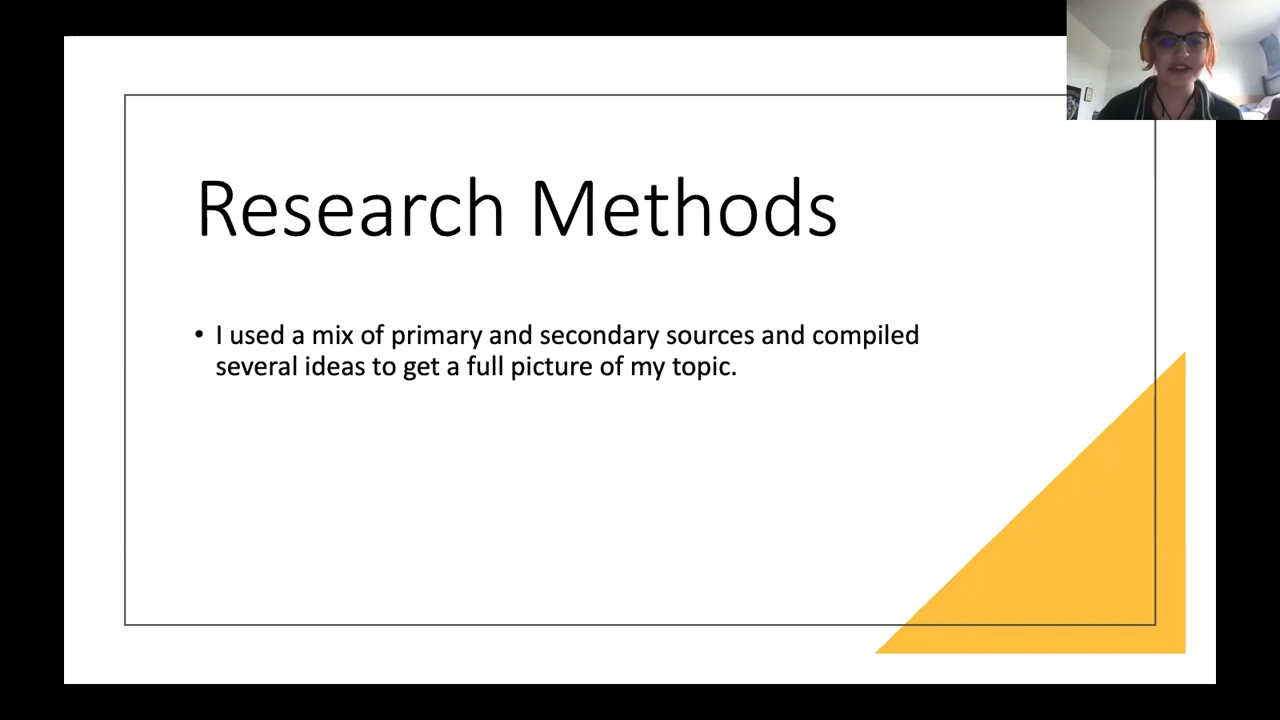 Research Methods
• I used a mix of primary and secondary sources and compiled
several ideas to get a full picture of my topic.